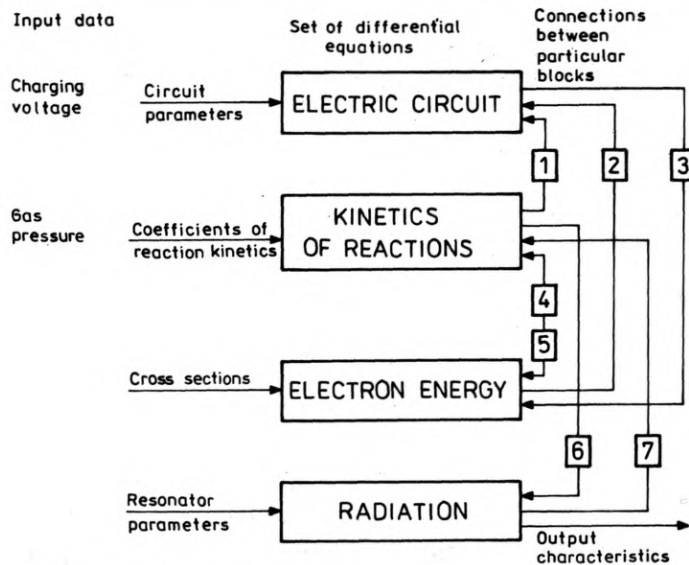 Input data
Set of differential
equations
Connections
between
particular
blocks
Charging
voltage
Circuit
parameters
ELECTRIC CIRCUIT
1
2
3
Gas
pressure
Coefficients of
reaction kinetics
KINETICS
OF REACTIONS
4
5
Cross sections
ELECTRON ENERGY
6
7
Resonator
parameters
RADIATION
Output
characteristics